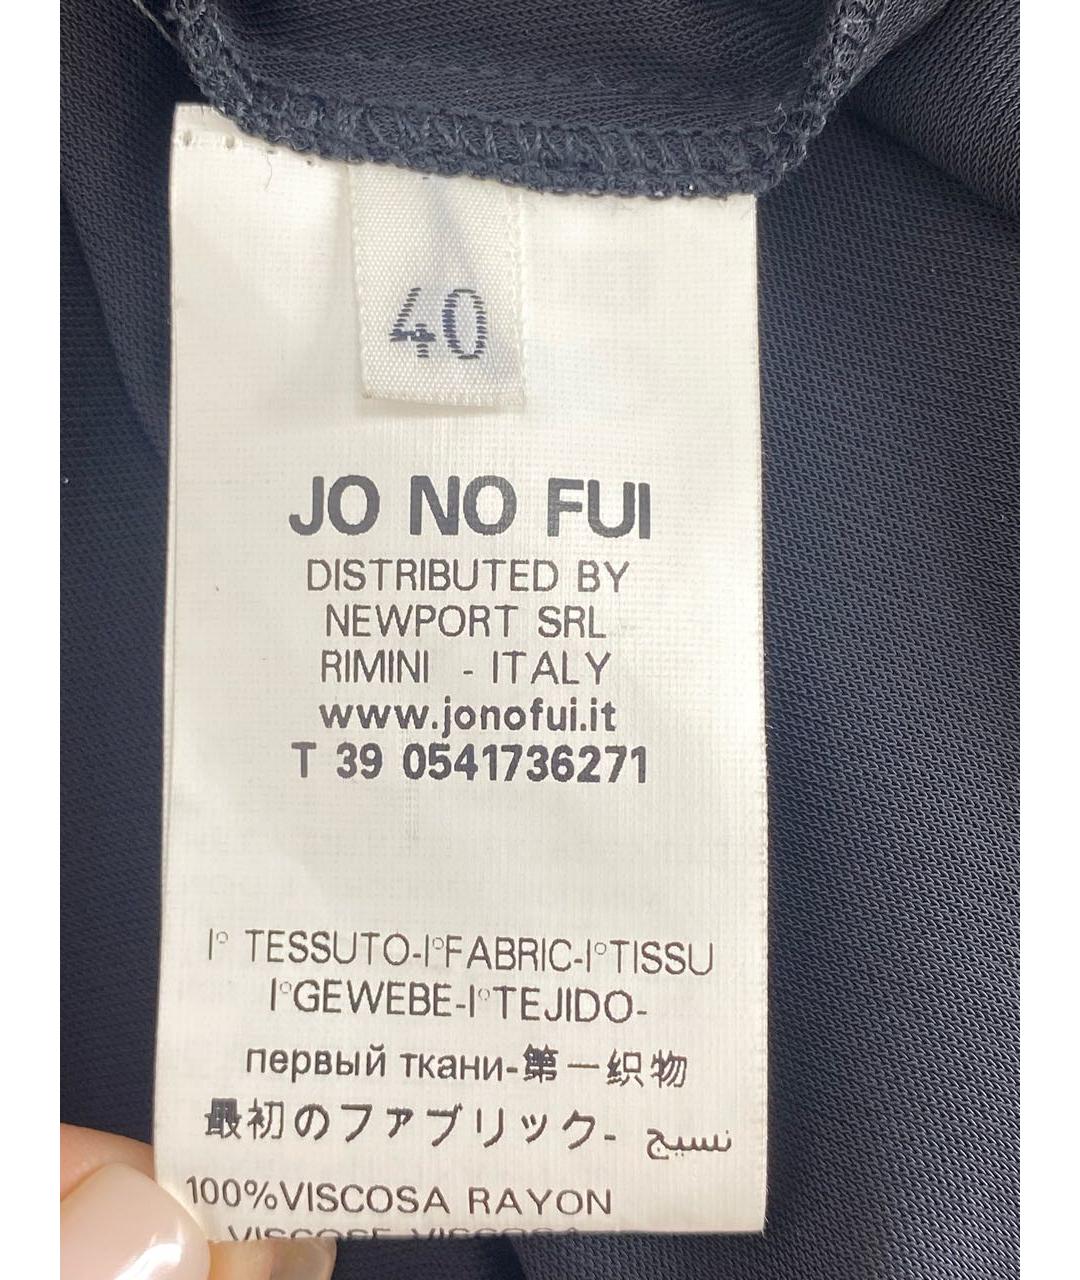 40
JO NO FUI
DISTRIBUTED BY
NEWPORT SRL
RIMINI - ITALY
www.jonofui.it
T 39 0541736271
I° TESSUTO-I°FABRIC-I°TISSU
I°GEWEBE-I°TEJIDO-
первый ткани-第一织物
最初のファブリック- نسيج
100%VISCOSA RAYON
VISCOSE VISCOSA